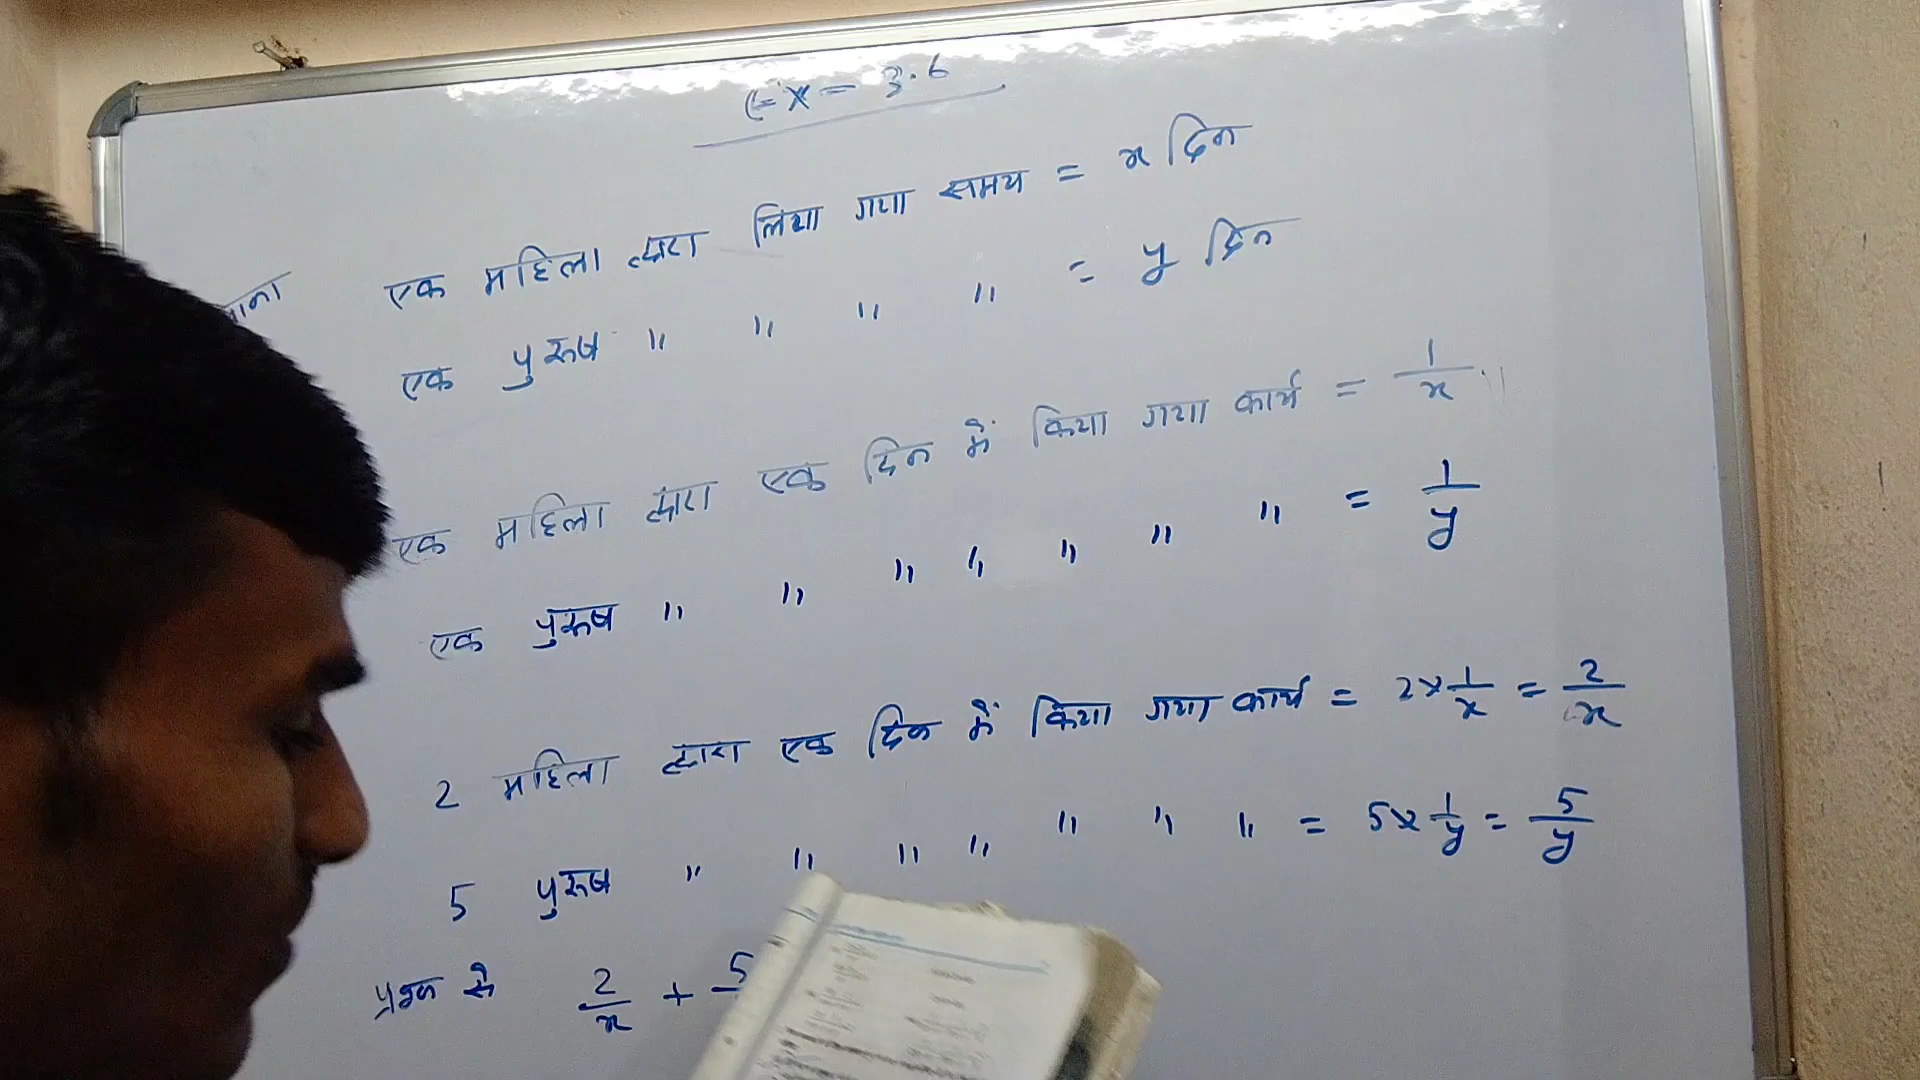 Ex - 3.6
माना एक महिला द्वारा लिया गया समय = x दिन
एक पुरूष " " " " = y दिन
एक महिला द्वारा एक दिन में किया गया कार्य = 1/x
एक पुरूष " " " " " " " = 1/y
2 महिला द्वारा एक दिन में किया गया कार्य = 2 × 1/x = 2/x
5 पुरूष " " " " " " " = 5 × 1/y = 5/y
प्रश्न से 2/x + 5